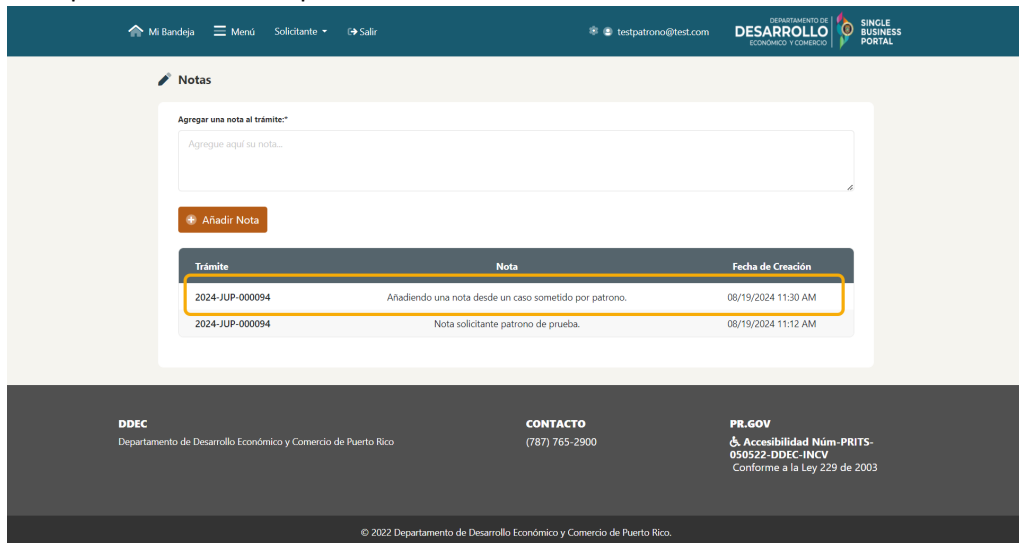 Mi Bandeja Menú Solicitante Salir testpatrono@test.com
DEPARTAMENTO DE
DESARROLLO
ECONÓMICO Y COMERCIO
SINGLE
BUSINESS
PORTAL
Notas
Agregar una nota al trámite:*
Agregue aquí su nota...
Añadir Nota
Trámite Nota Fecha de Creación
2024-JUP-000094 Añadiendo una nota desde un caso sometido por patrono. 08/19/2024 11:30 AM
2024-JUP-000094 Nota solicitante patrono de prueba. 08/19/2024 11:12 AM
DDEC
Departamento de Desarrollo Económico y Comercio de Puerto Rico
CONTACTO
(787) 765-2900
PR.GOV
Accesibilidad Núm-PRITS-
050522-DDEC-INCV
Conforme a la Ley 229 de 2003
© 2022 Departamento de Desarrollo Económico y Comercio de Puerto Rico.